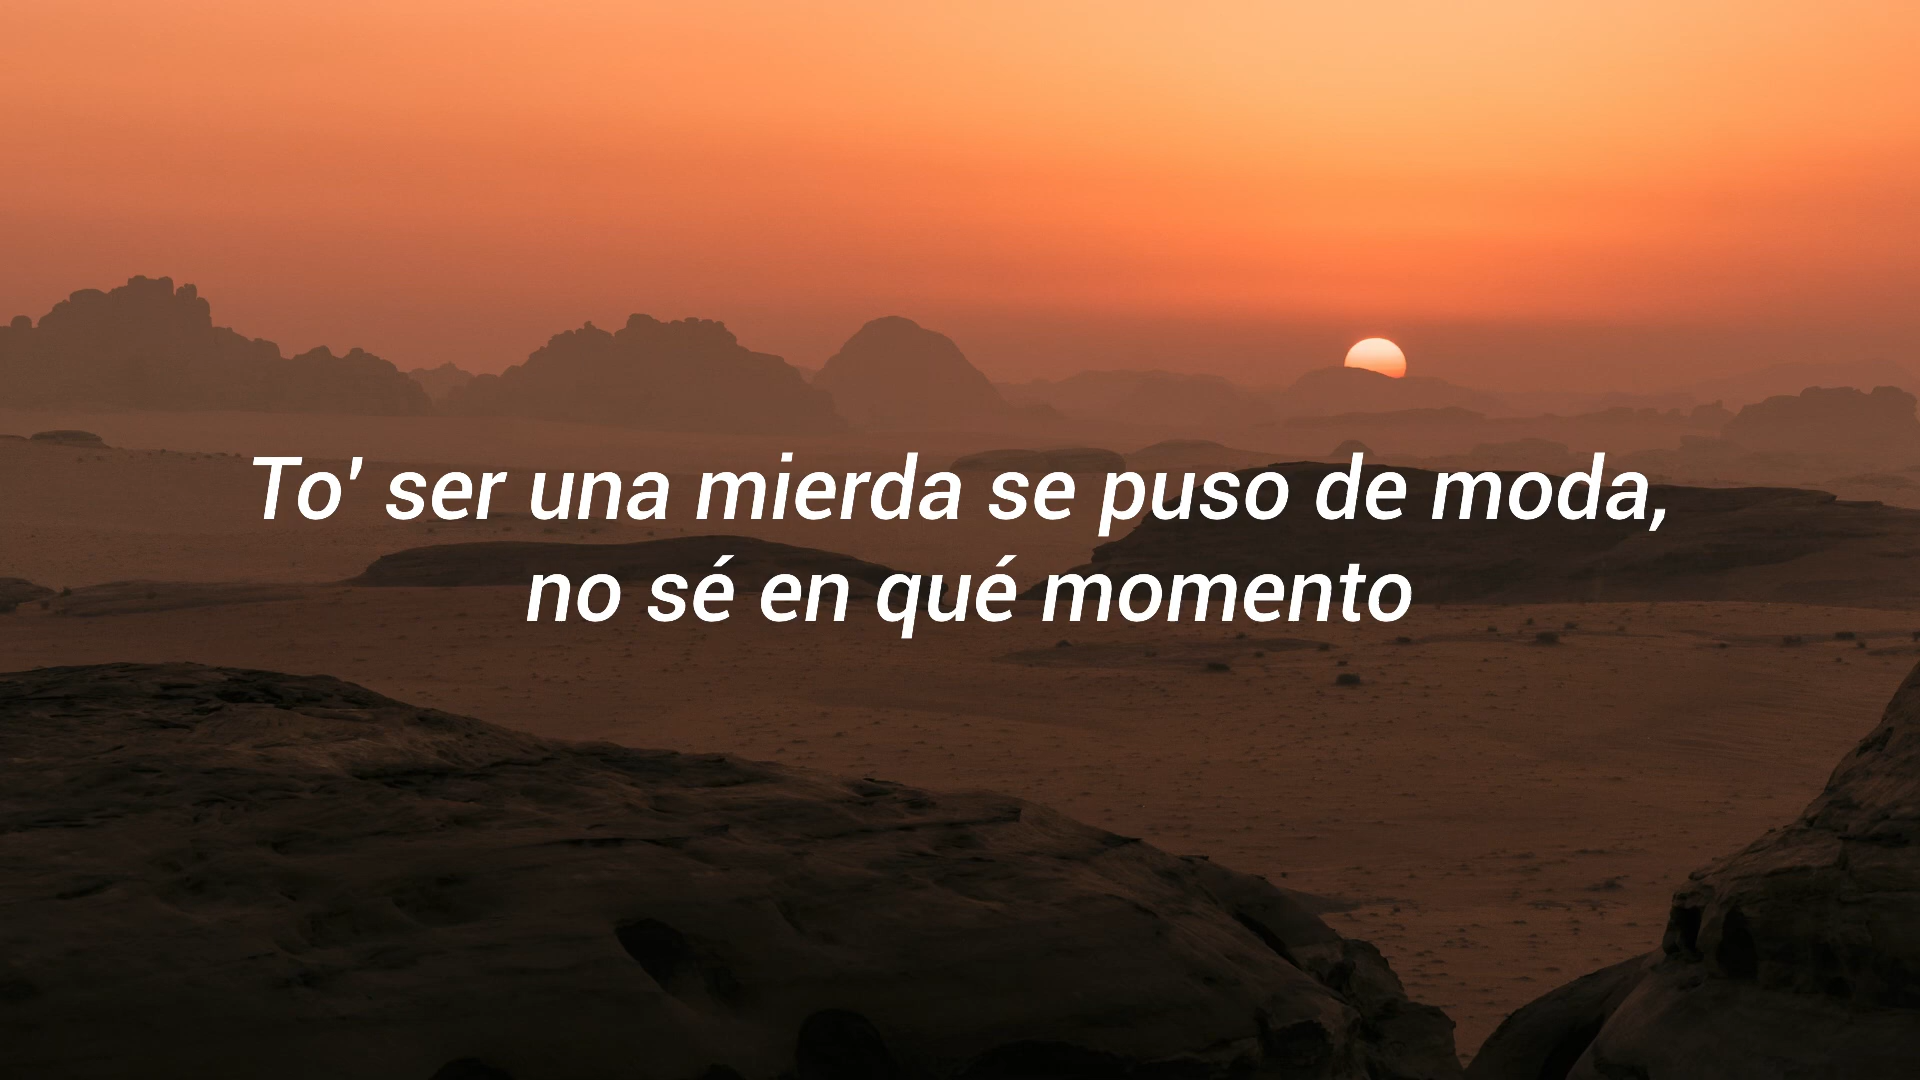 To' ser una mierda se puso de moda,
no sé en qué momento